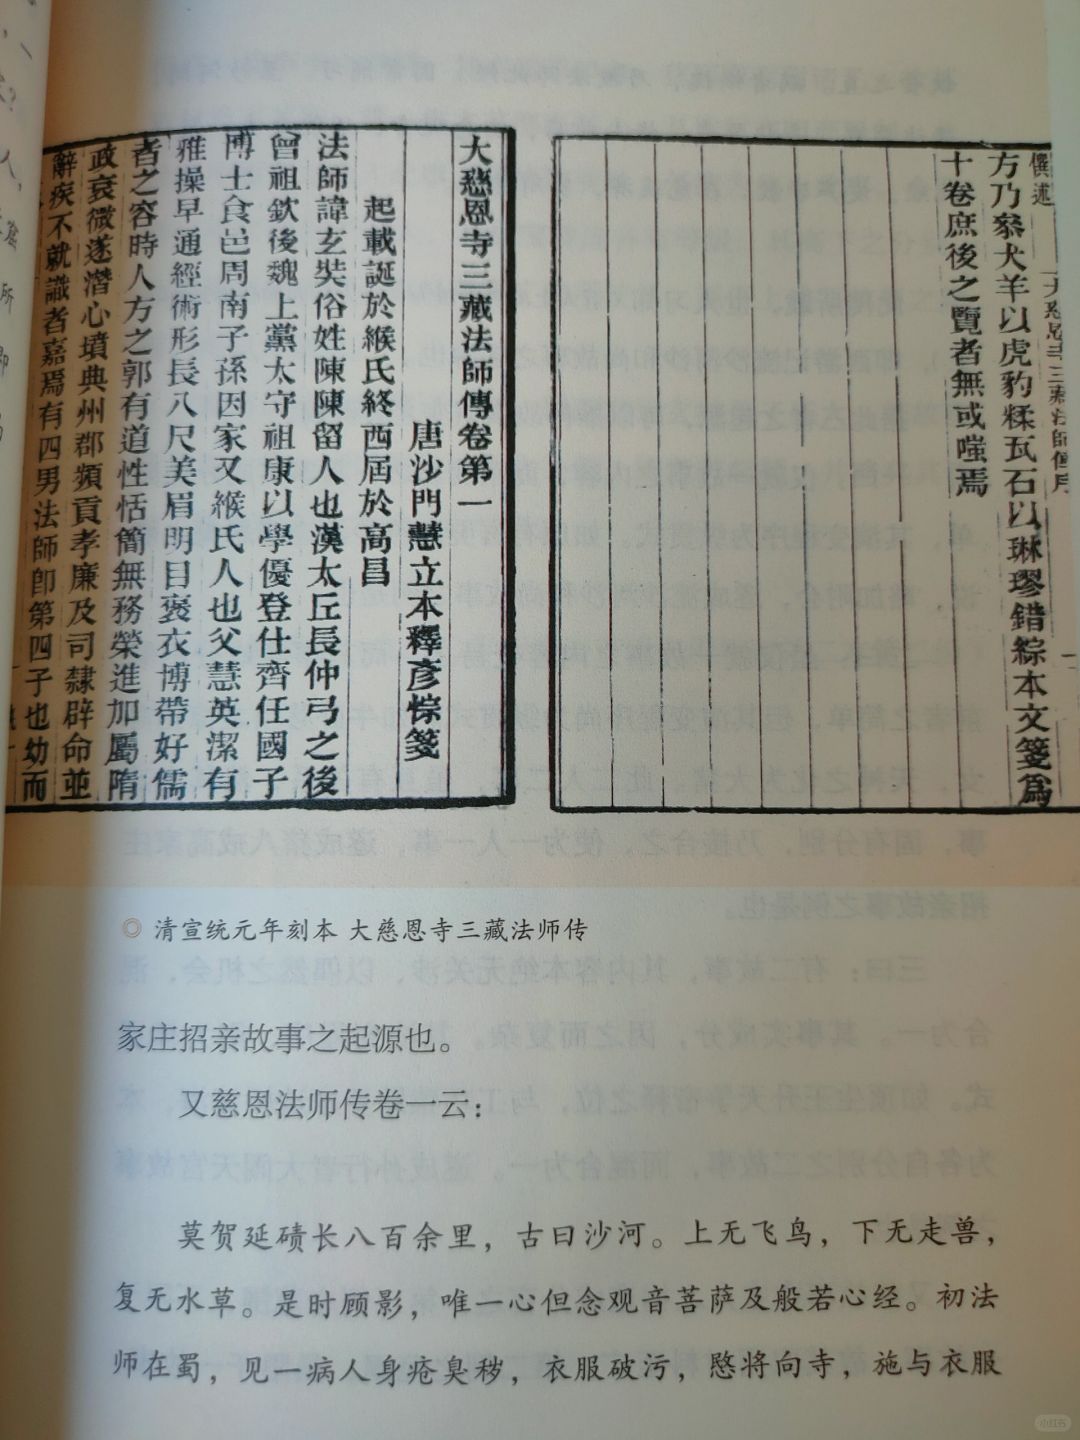 撰述
方乃叅犬羊以虎豹糅瓦石以琳璆錯綜本文箋爲
十卷庶後之覽者無或嗤焉
大慈恩寺三藏法師傳卷第一
唐沙門慧立本釋彥悰箋
起載誕於緱氏終西屆於高昌
法師諱玄奘俗姓陳陳留人也漢太丘長仲弓之後
曾祖欽後魏上黨太守祖康以學優登仕齊任國子
博士食邑周南子孫因家又緱氏人也父慧英潔有
雅操早通經術形長八尺美眉明目褒衣博帶好儒
者之容時人方之郭有道性恬簡無務榮進加屬隋
政衰微遂潛心墳典州郡頻貢孝廉及司隸辟命並
辭疾不就識者嘉焉有四男法師卽第四子也幼而
清宣统元年刻本 大慈恩寺三藏法师传
家庄招亲故事之起源也。
又慈恩法师传卷一云：
莫贺延碛长八百余里，古曰沙河。上无飞鸟，下无走兽，
复无水草。是时顾影，唯一心但念观音菩萨及般若心经。初法
师在蜀，见一病人身疮臭秽，衣服破污，愍将向寺，施与衣服
小红书